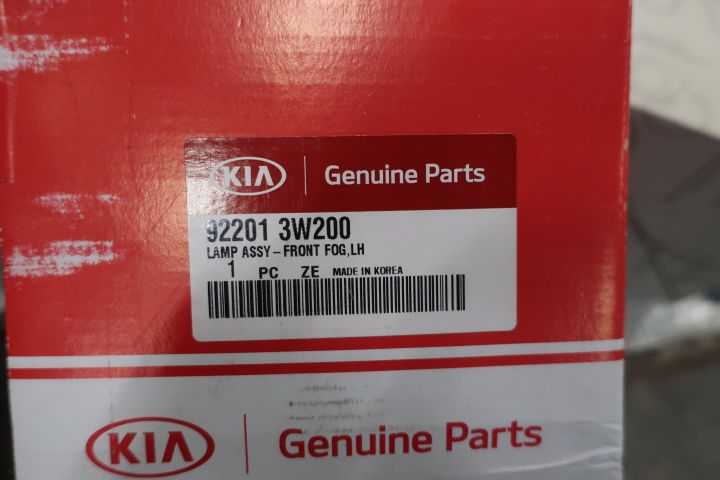 KIA Genuine Parts
92201 3W200
LAMP ASSY-FRONT FOG,LH
1 PC ZE MADE IN KOREA
KIA Genuine Parts